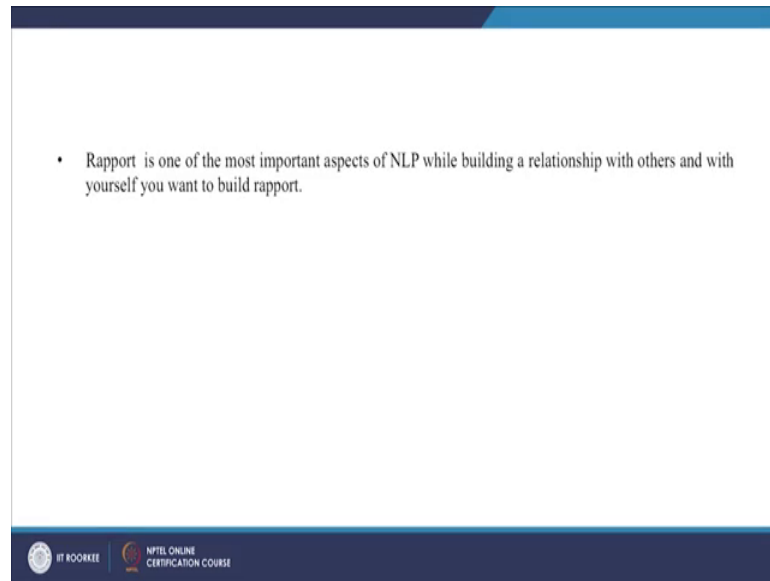 • Rapport is one of the most important aspects of NLP while building a relationship with others and with
yourself you want to build rapport.
IIT ROORKEE
NPTEL ONLINE
CERTIFICATION COURSE